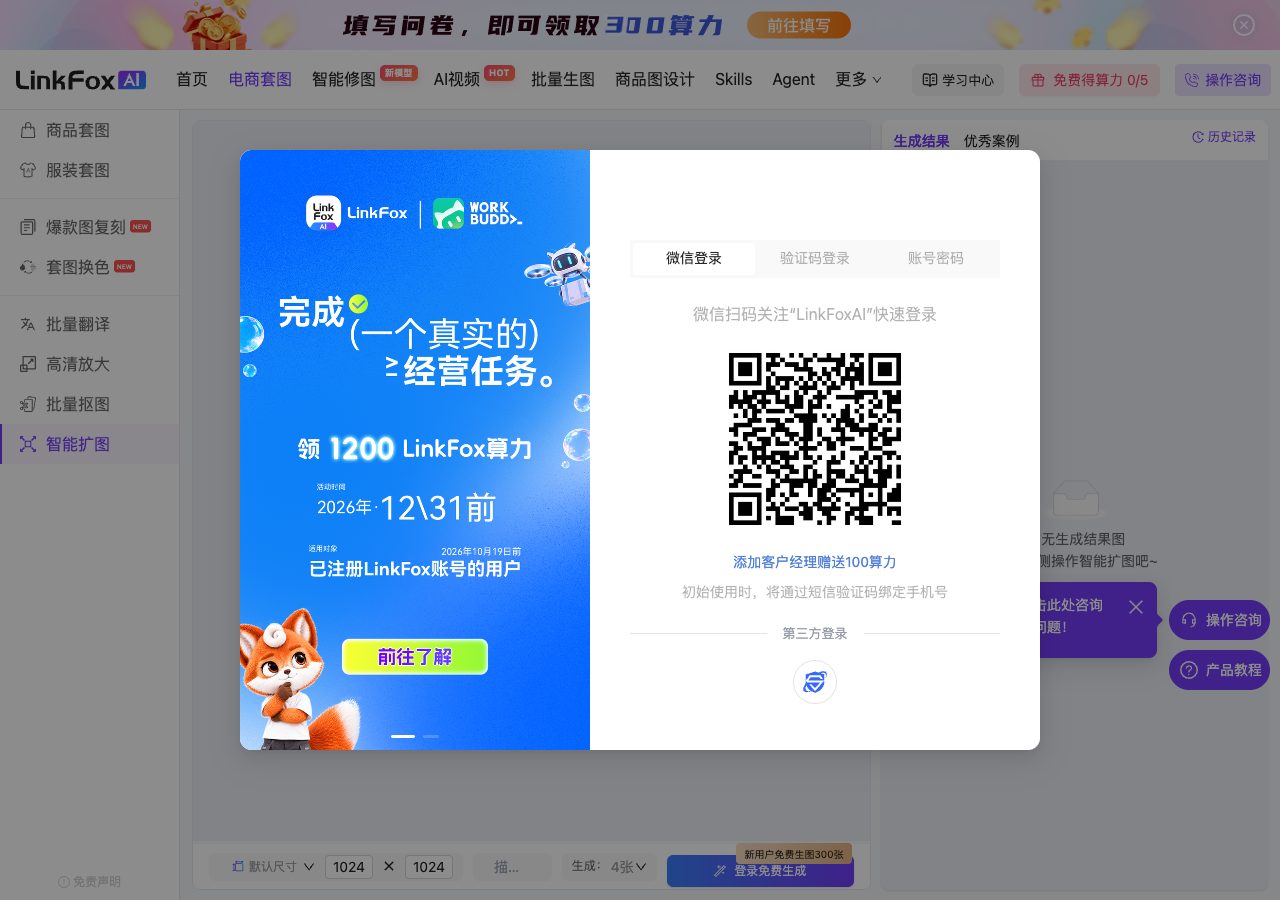 填写问卷，即可领取300算力
前往填写
LinkFox AI
首页
电商套图
智能修图
新模型
AI视频
HOT
批量生图
商品图设计
Skills
Agent
更多
学习中心
免费得算力 0/5
操作咨询
商品套图
服装套图
爆款图复刻 NEW
套图换色 NEW
批量翻译
高清放大
批量抠图
智能扩图
免责声明
生成结果
优秀案例
历史记录
Link
Fox
AI
LinkFox
WORK
BUDD>_
完成
(一个真实的)
经营任务。
领 1200 LinkFox算力
活动时间
2026年·12\31前
适用对象
2026年10月19日前
已注册LinkFox账号的用户
前往了解
微信登录
验证码登录
账号密码
微信扫码关注“LinkFoxAI”快速登录
添加客户经理赠送100算力
初始使用时，将通过短信验证码绑定手机号
第三方登录
无生成结果图
测操作智能扩图吧~
击此处咨询
问题!
操作咨询
产品教程
默认尺寸
1024 × 1024
描...
生成:
4张
新用户免费生图300张
登录免费生成